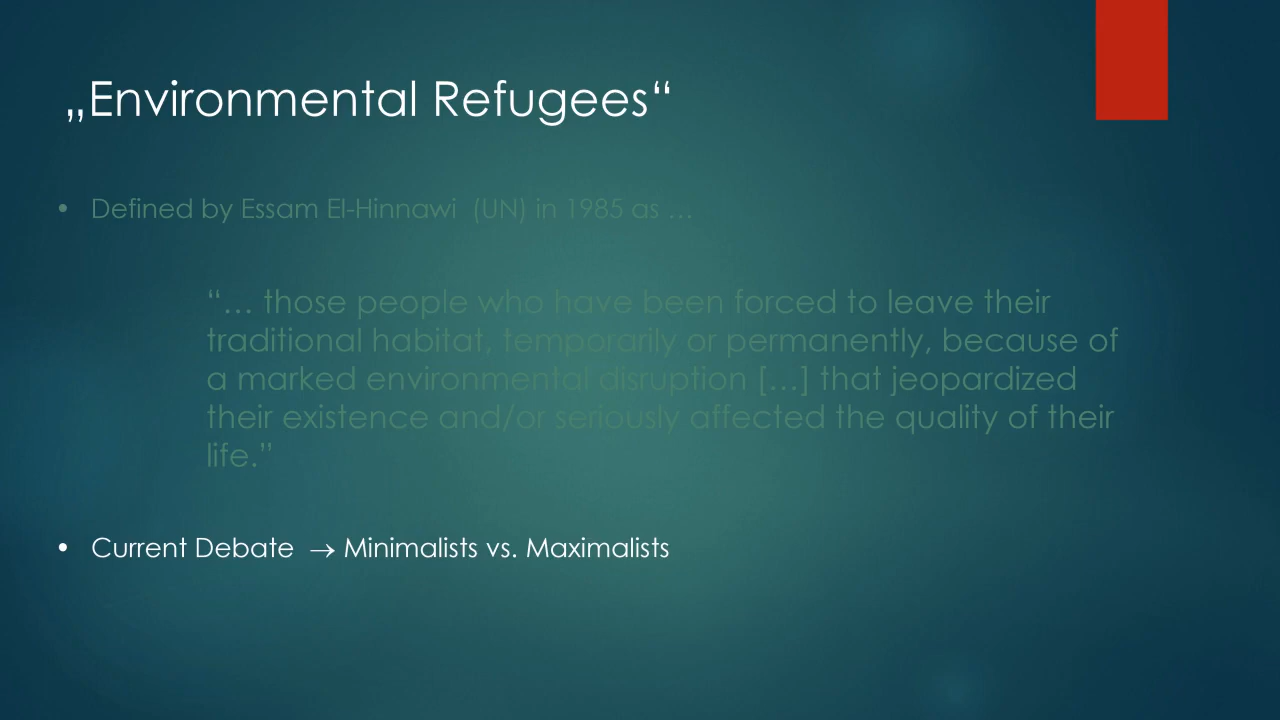 „Environmental Refugees“
• Defined by Essam El-Hinnawi (UN) in 1985 as …
“… those people who have been forced to leave their
traditional habitat, temporarily or permanently, because of
a marked environmental disruption […] that jeopardized
their existence and/or seriously affected the quality of their
life.”
• Current Debate → Minimalists vs. Maximalists